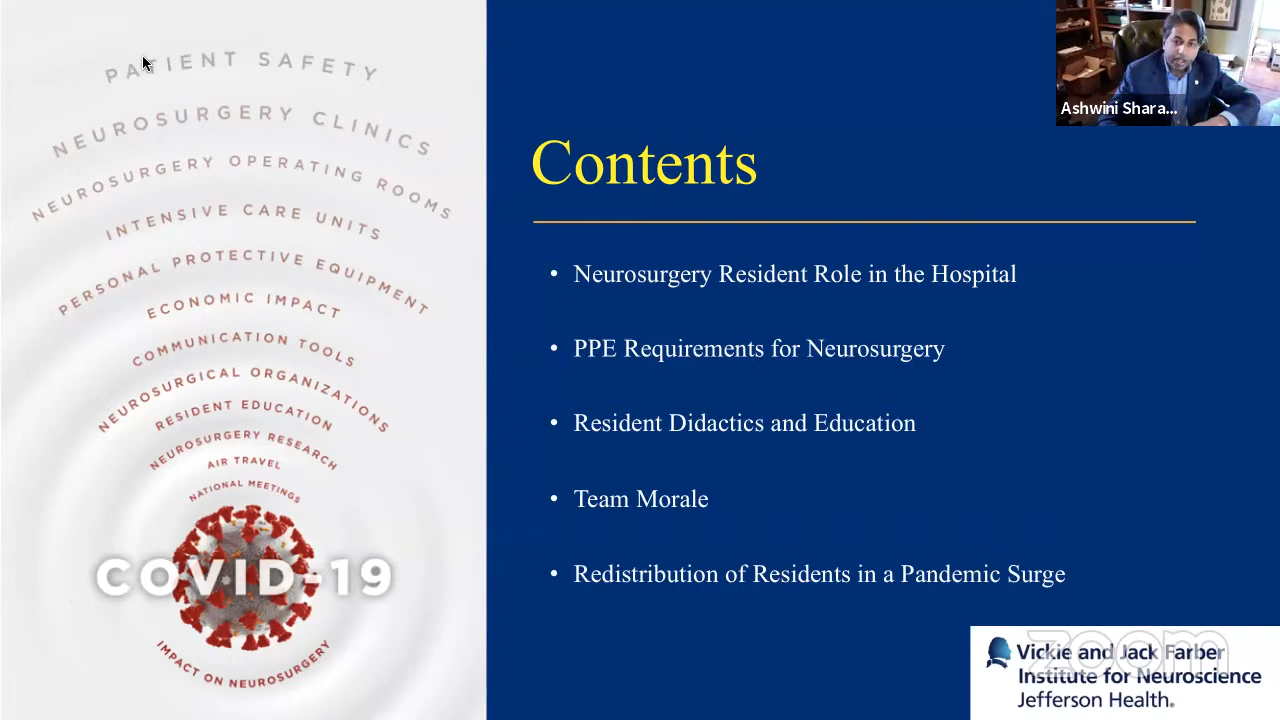 PATIENT SAFETY
NEUROSURGERY CLINICS
NEUROSURGERY OPERATING ROOMS
INTENSIVE CARE UNITS
PERSONAL PROTECTIVE EQUIPMENT
ECONOMIC IMPACT
COMMUNICATION TOOLS
NEUROSURGICAL ORGANIZATIONS
RESIDENT EDUCATION
NEUROSURGERY RESEARCH
AIR TRAVEL
NATIONAL MEETINGS
COVID-19
IMPACT ON NEUROSURGERY
Ashwini Shara...
Contents
• Neurosurgery Resident Role in the Hospital
• PPE Requirements for Neurosurgery
• Resident Didactics and Education
• Team Morale
• Redistribution of Residents in a Pandemic Surge
zoom
Vickie and Jack Farber
Institute for Neuroscience
Jefferson Health.